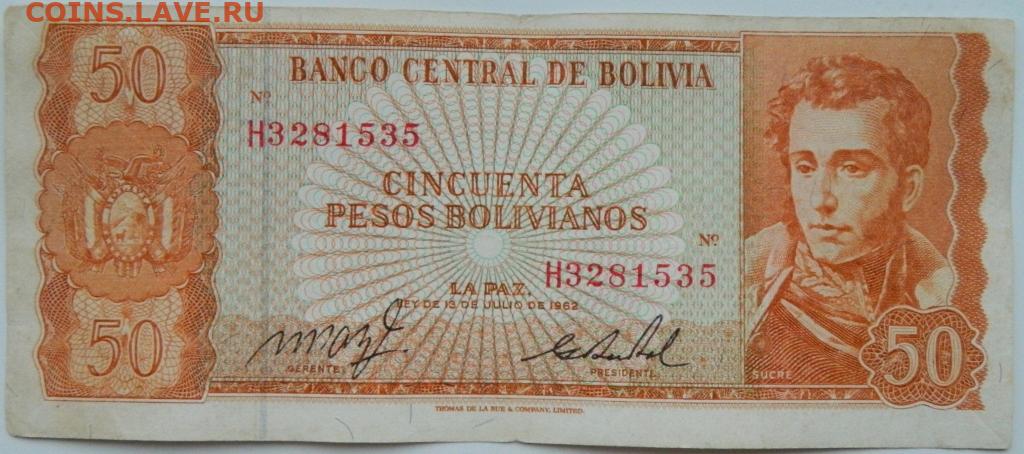 COINS.LAVE.RU
50
BANCO CENTRAL DE BOLIVIA
Nº
H3281535
CINCUENTA
PESOS BOLIVIANOS
Nº
H3281535
LA PAZ.
LEY DE 13 DE JULIO DE 1962
GERENTE.
PRESIDENTE.
SUCRE
50
50
THOMAS DE LA RUE & COMPANY, LIMITED.